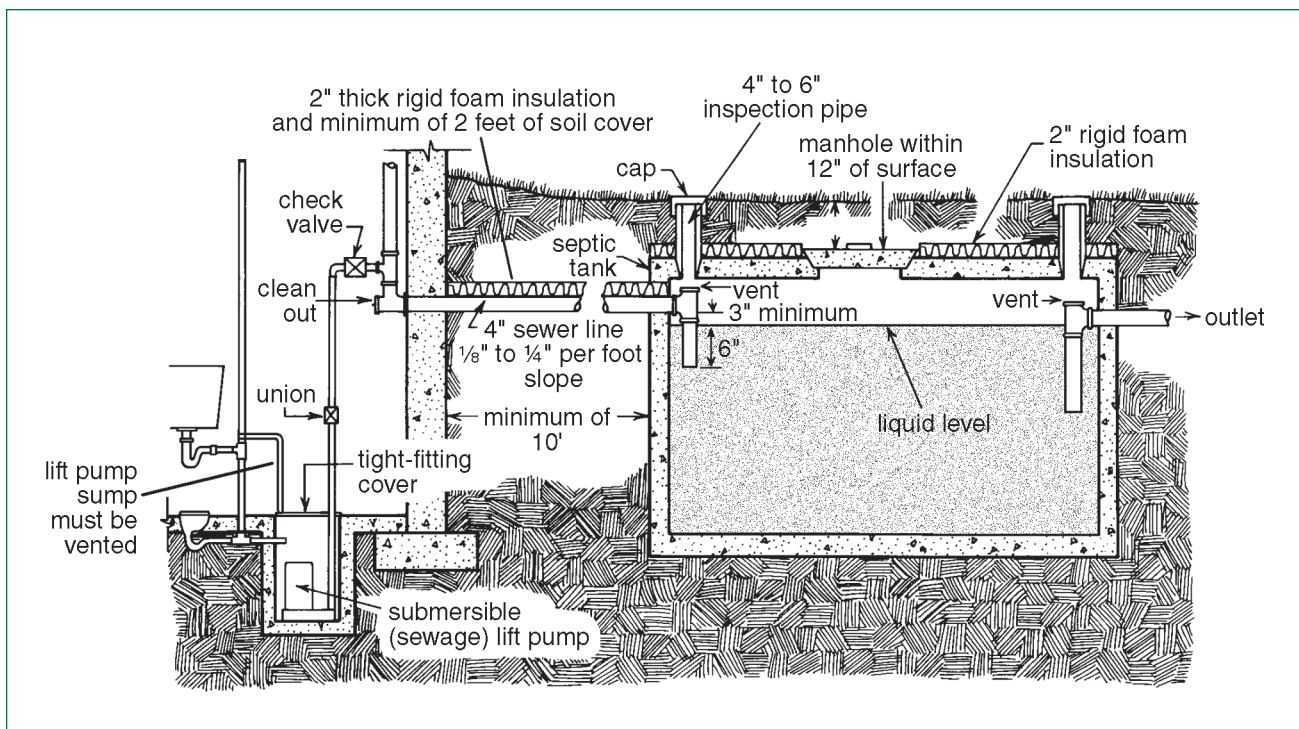 2" thick rigid foam insulation
and minimum of 2 feet of soil cover
4" to 6"
inspection pipe
manhole within
12" of surface
2" rigid foam
insulation
cap
check
valve
septic
tank
clean
out
vent
3" minimum
vent
outlet
4" sewer line
⅛" to ¼" per foot
slope
6"
union
minimum of
10'
liquid level
lift pump
sump
must be
vented
tight-fitting
cover
submersible
(sewage) lift pump